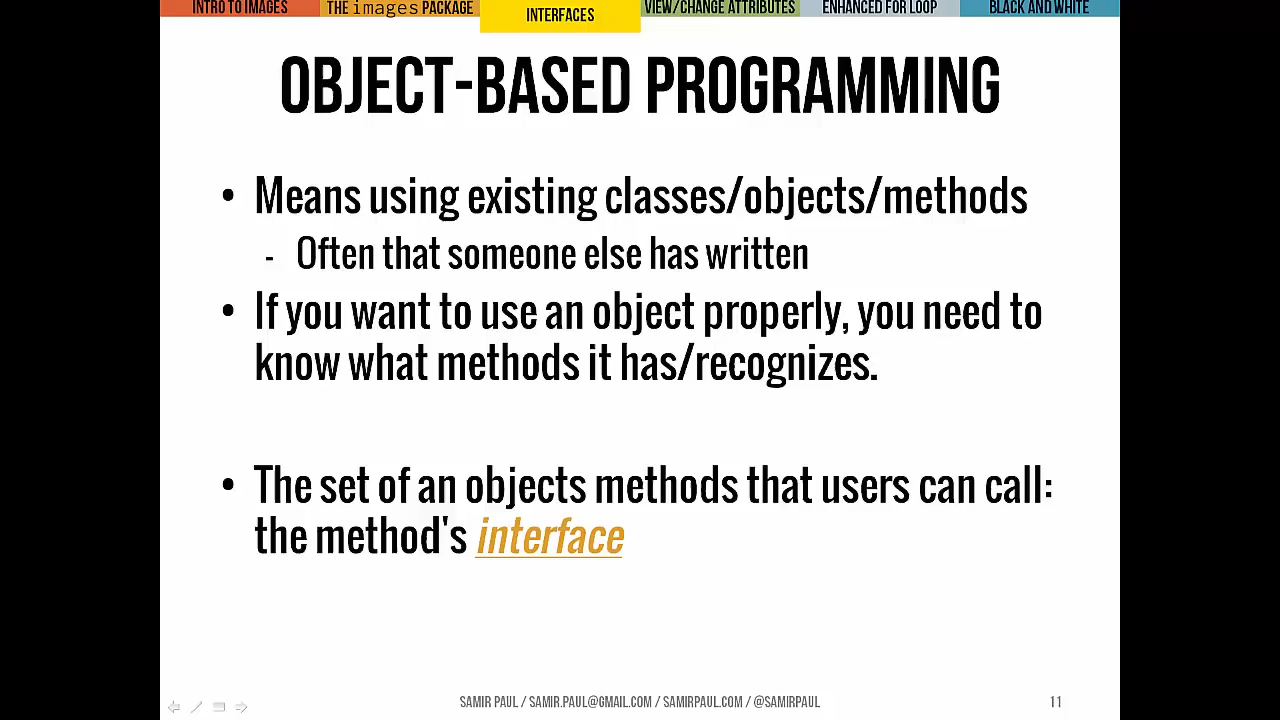 INTRO TO IMAGES
THE images PACKAGE
INTERFACES
VIEW/CHANGE ATTRIBUTES
ENHANCED FOR LOOP
BLACK AND WHITE
OBJECT-BASED PROGRAMMING
• Means using existing classes/objects/methods
- Often that someone else has written
• If you want to use an object properly, you need to
know what methods it has/recognizes.
• The set of an objects methods that users can call:
the method's interface
SAMIR PAUL / SAMIR.PAUL@GMAIL.COM / SAMIRPAUL.COM / @SAMIRPAUL
11